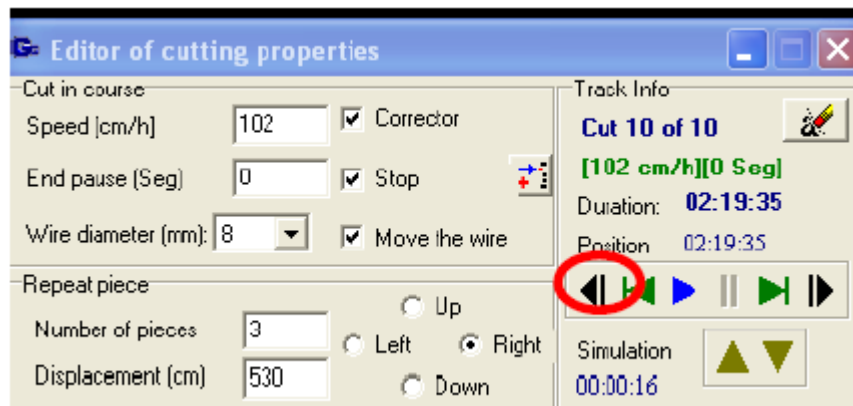 Editor of cutting properties
Cut in course
Speed [cm/h] 102 Corrector
End pause (Seg) 0 Stop
Wire diameter (mm): 8 Move the wire
Repeat piece
Number of pieces 3
Displacement (cm) 530
Up
Left Right
Down
Track Info
Cut 10 of 10
[102 cm/h][0 Seg]
Duration: 02:19:35
Position 02:19:35
Simulation
00:00:16